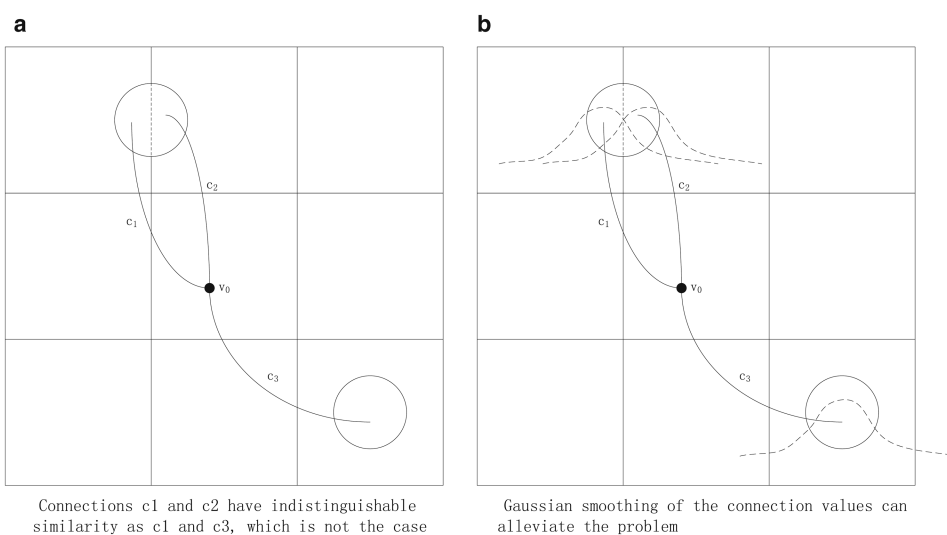 a
b
c2
c1
v0
c3
c2
c1
v0
c3
Connections c1 and c2 have indistinguishable
similarity as c1 and c3, which is not the case
Gaussian smoothing of the connection values can
alleviate the problem